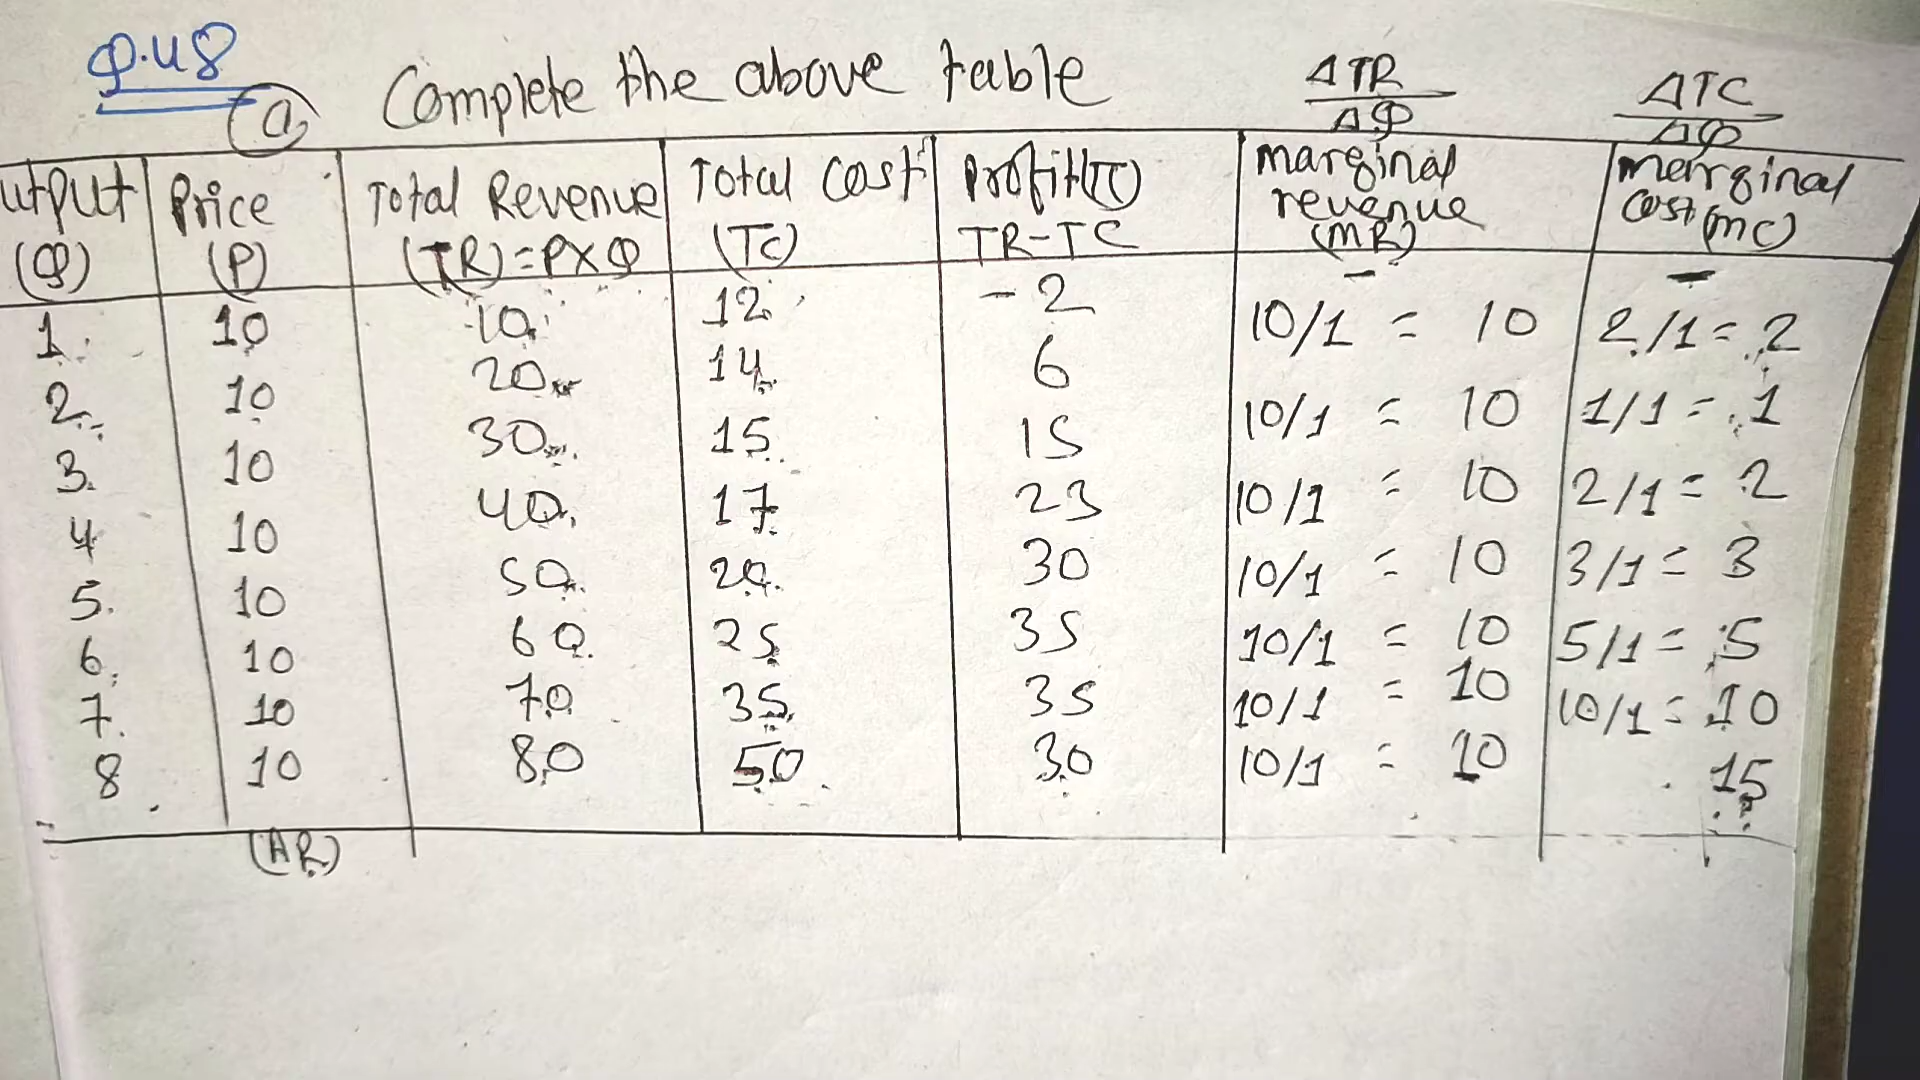 Q.48
(a) Complete the above table ΔTR/ΔQ ΔTC/ΔQ
utput (Q) | Price (P) | Total Revenue (TR)=P×Q | Total Cost (TC) | Profit(π) TR-TC | marginal revenue (MR) | marginal cost (MC)
1. 10 10 12 -2 - -
2. 10 20 14 6 10/1 = 10 2/1 = 2
3. 10 30 15 15 10/1 = 10 1/1 = 1
4 10 40 17 23 10/1 = 10 2/1 = 2
5. 10 50 20 30 10/1 = 10 3/1 = 3
6. 10 60 25 35 10/1 = 10 5/1 = 5
7. 10 70 35 35 10/1 = 10 10/1 = 10
8 10 80 50 30 10/1 = 10 15
(AR)